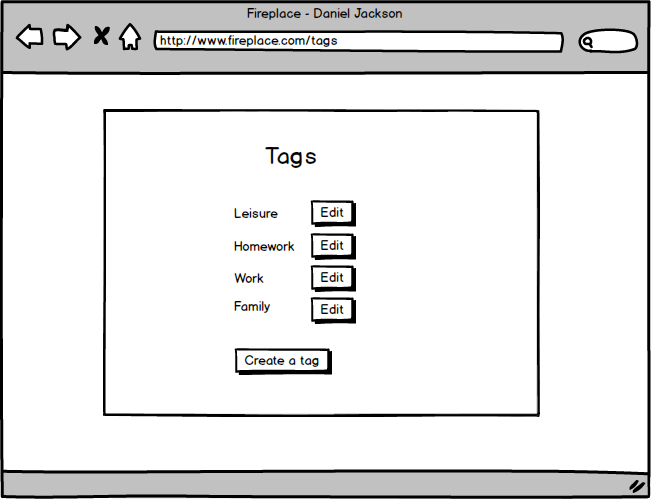 Fireplace - Daniel Jackson
http://www.fireplace.com/tags
Tags
Leisure Edit
Homework Edit
Work Edit
Family Edit
Create a tag